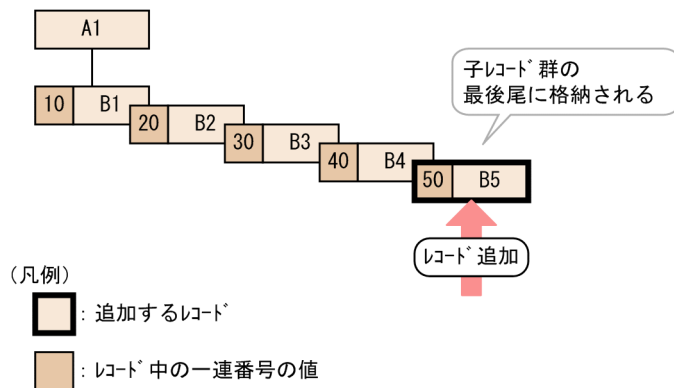 A1
子ﾚｺｰﾄﾞ群の
最後尾に格納される
10 B1
20 B2
30 B3
40 B4
50 B5
ﾚｺｰﾄﾞ追加
(凡例)
: 追加するﾚｺｰﾄﾞ
: ﾚｺｰﾄﾞ中の一連番号の値